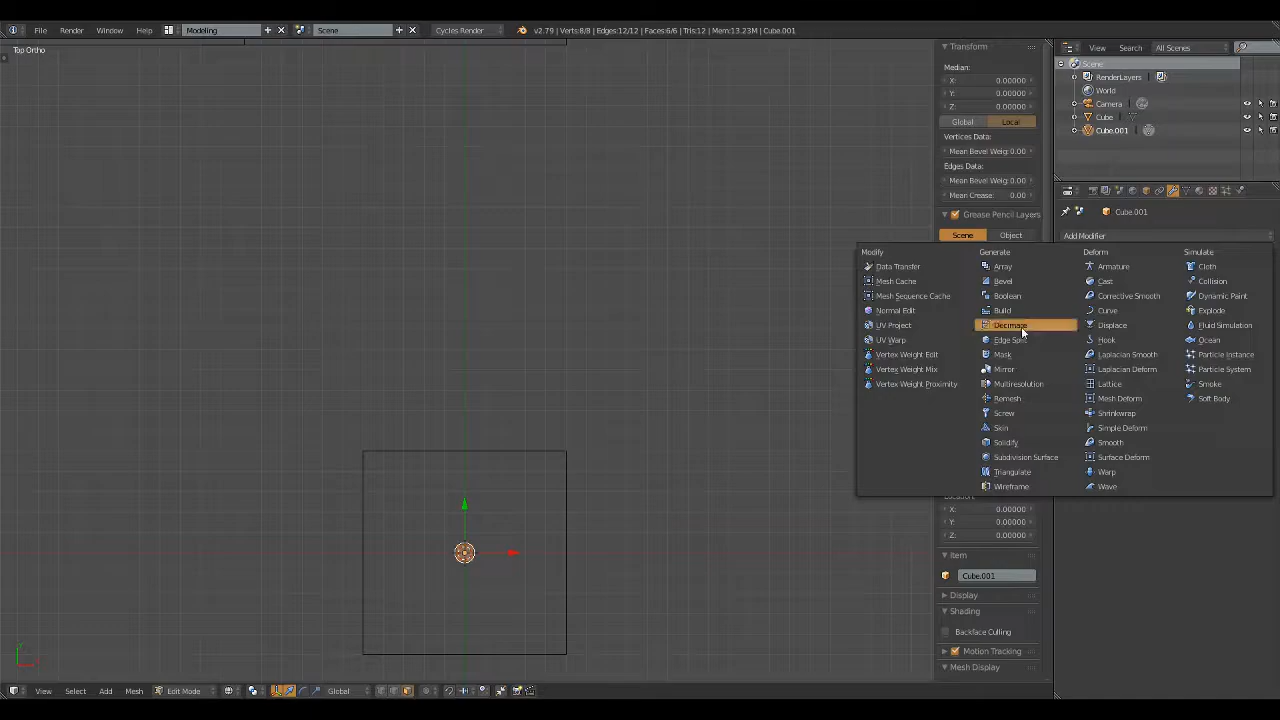 File Render Window Help Modeling Scene Cycles Render v2.79 | Verts:8/8 | Edges:12/12 | Faces:6/6 | Tris:12 | Mem:13.23M | Cube.001
Top Ortho
Transform
Median:
X: 0.00000
Y: 0.00000
Z: 0.00000
Global Local
Vertices Data:
Mean Bevel Weig: 0.00
Edges Data:
Mean Bevel Weig: 0.00
Mean Crease: 0.00
Grease Pencil Layers
Scene Object
View Search All Scenes
Scene
RenderLayers
World
Camera
Cube
Cube.001
Cube.001
Add Modifier
Modify
Data Transfer
Mesh Cache
Mesh Sequence Cache
Normal Edit
UV Project
UV Warp
Vertex Weight Edit
Vertex Weight Mix
Vertex Weight Proximity
Generate
Array
Bevel
Boolean
Build
Decimate
Edge Split
Mask
Mirror
Multiresolution
Remesh
Screw
Skin
Solidify
Subdivision Surface
Triangulate
Wireframe
Deform
Armature
Cast
Corrective Smooth
Curve
Displace
Hook
Laplacian Smooth
Laplacian Deform
Lattice
Mesh Deform
Shrinkwrap
Simple Deform
Smooth
Surface Deform
Warp
Wave
Simulate
Cloth
Collision
Dynamic Paint
Explode
Fluid Simulation
Ocean
Particle Instance
Particle System
Smoke
Soft Body
Location:
X: 0.00000
Y: 0.00000
Z: 0.00000
Item
Cube.001
Display
Shading
Backface Culling
Motion Tracking
Mesh Display
View Select Add Mesh Edit Mode Global